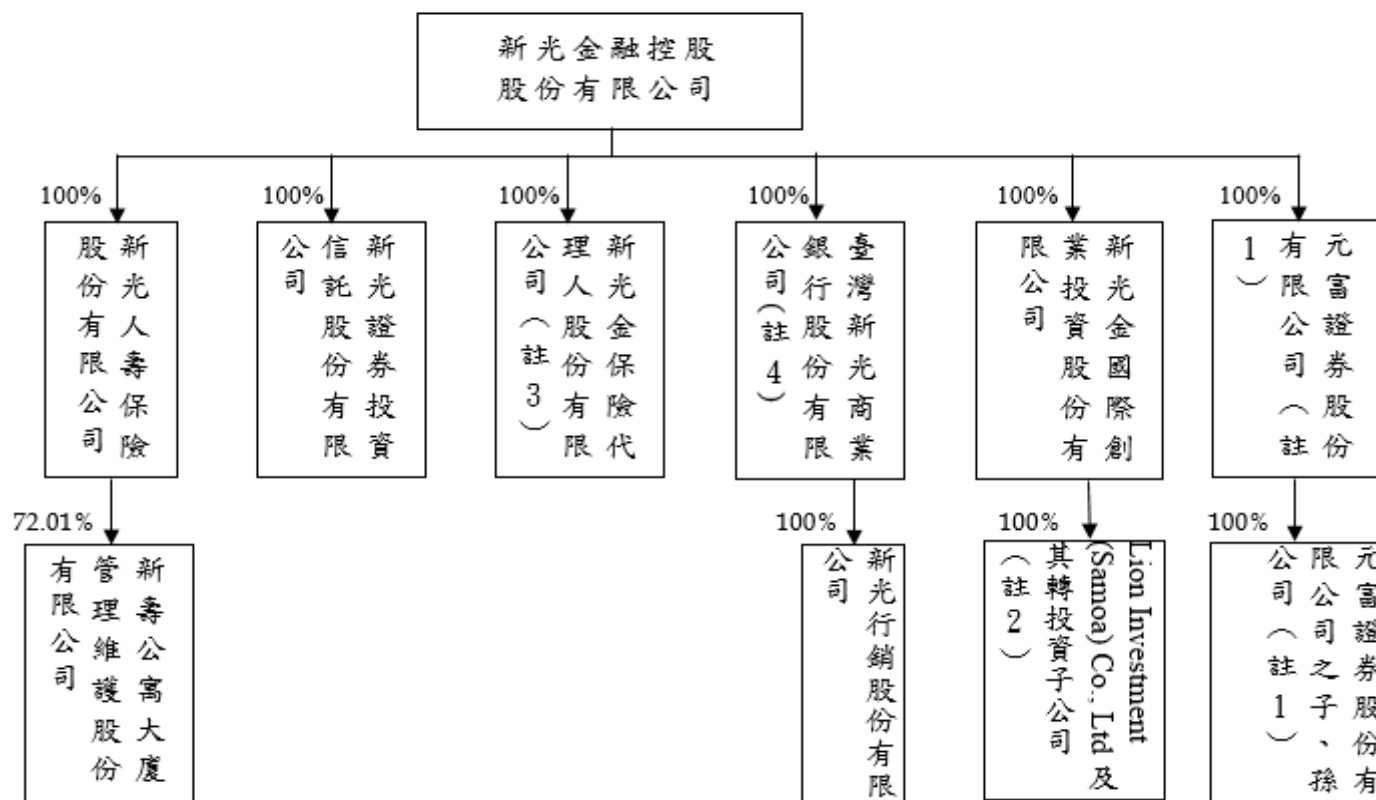 新光金融控股
股份有限公司
100%
100%
100%
100%
100%
100%
新光人壽保險
股份有限公司
新光證券投資
信託股份有限
公司
新光金保險代
理人股份有限
公司（註3）
臺灣新光商業
銀行股份有限
公司(註4)
新光金國際創
業投資股份有
限公司
元富證券股份
有限公司（註
1）
72.01%
100%
100%
100%
新壽公寓大廈
管理維護股份
有限公司
新光行銷股份有限
公司
Lion Investment
(Samoa) Co., Ltd 及
其轉投資子公司
（註2）
元富證券股份有
限公司之子、孫
公司（註1）